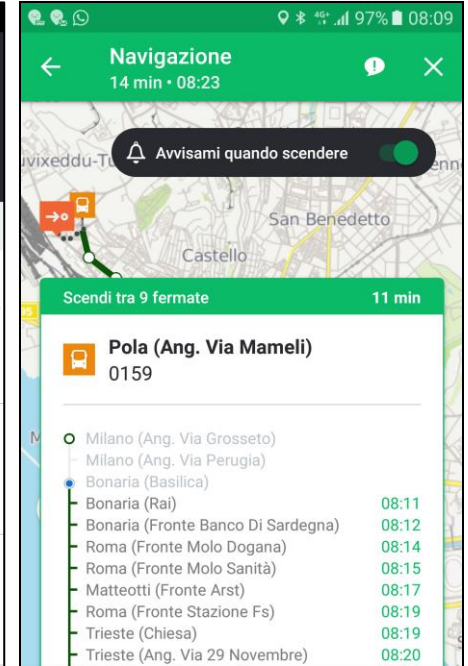 97% 08:09
Navigazione
14 min • 08:23
Avvisami quando scendere
San Benedetto
Castello
Scendi tra 9 fermate 11 min
Pola (Ang. Via Mameli)
0159
Milano (Ang. Via Grosseto)
Milano (Ang. Via Perugia)
Bonaria (Basilica)
Bonaria (Rai) 08:11
Bonaria (Fronte Banco Di Sardegna) 08:12
Roma (Fronte Molo Dogana) 08:14
Roma (Fronte Molo Sanità) 08:15
Matteotti (Fronte Arst) 08:17
Roma (Fronte Stazione Fs) 08:19
Trieste (Chiesa) 08:19
Trieste (Ang. Via 29 Novembre) 08:20